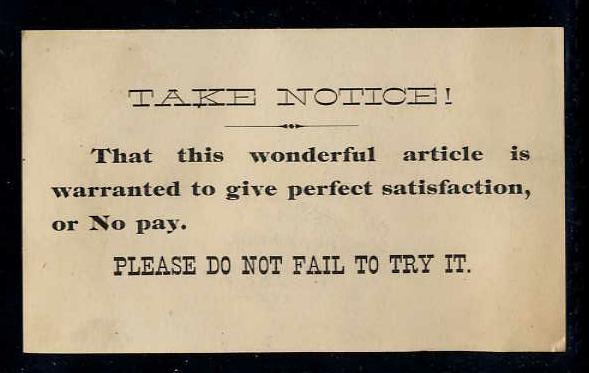 TAKE NOTICE!
That this wonderful article is
warranted to give perfect satisfaction,
or No pay.
PLEASE DO NOT FAIL TO TRY IT.